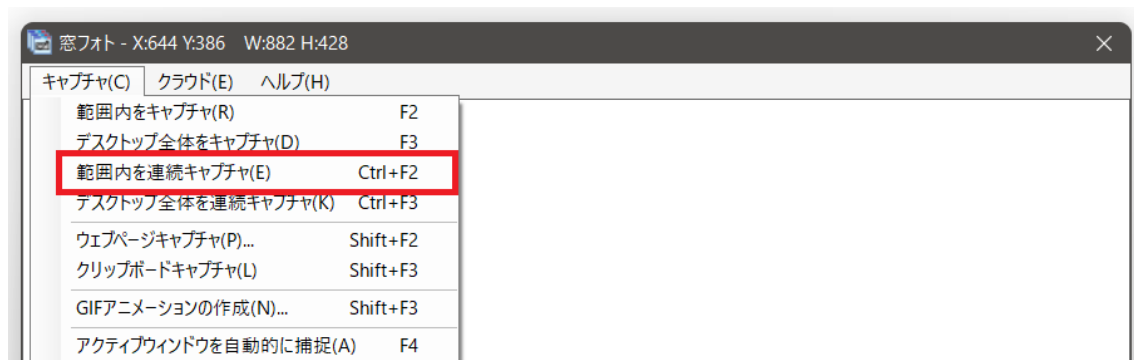 窓フォト - X:644 Y:386 W:882 H:428
キャプチャ(C) クラウド(E) ヘルプ(H)
範囲内をキャプチャ(R) F2
デスクトップ全体をキャプチャ(D) F3
範囲内を連続キャプチャ(E) Ctrl+F2
デスクトップ全体を連続キャプチャ(K) Ctrl+F3
ウェブページキャプチャ(P)... Shift+F2
クリップボードキャプチャ(L) Shift+F3
GIFアニメーションの作成(N)... Shift+F3
アクティブウィンドウを自動的に捕捉(A) F4